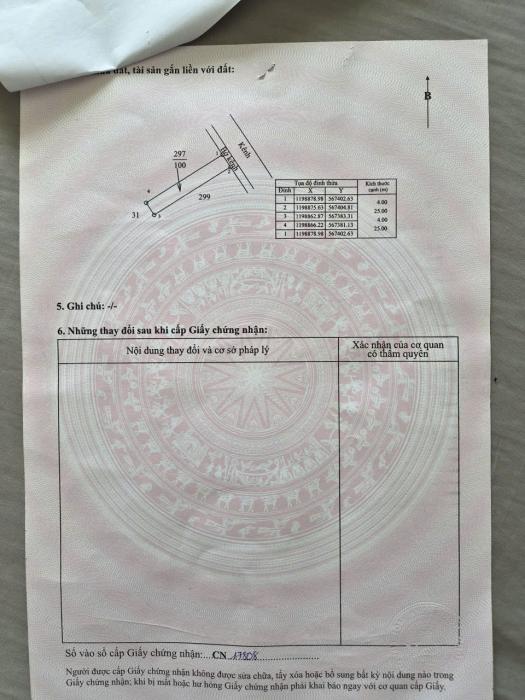 đất, tài sản gắn liền với đất:
B
Kênh
Bờ kênh
297
100
299
31
Tọa độ đỉnh thửa
Kích thước cạnh (m)
Đỉnh X Y
1 1198878.98 567402.63
4.00
2 1198875.63 567404.81
25.00
3 1198862.87 567383.31
4.00
4 1198866.22 567381.13
25.00
1 1198878.98 567402.63
5. Ghi chú: -/-
6. Những thay đổi sau khi cấp Giấy chứng nhận:
Nội dung thay đổi và cơ sở pháp lý
Xác nhận của cơ quan
có thẩm quyền
Số vào sổ cấp Giấy chứng nhận:...CN 17808
Người được cấp Giấy chứng nhận không được sửa chữa, tẩy xóa hoặc bổ sung bất kỳ nội dung nào trong
Giấy chứng nhận; khi bị mất hoặc hư hỏng Giấy chứng nhận phải khai báo ngay với cơ quan cấp Giấy.